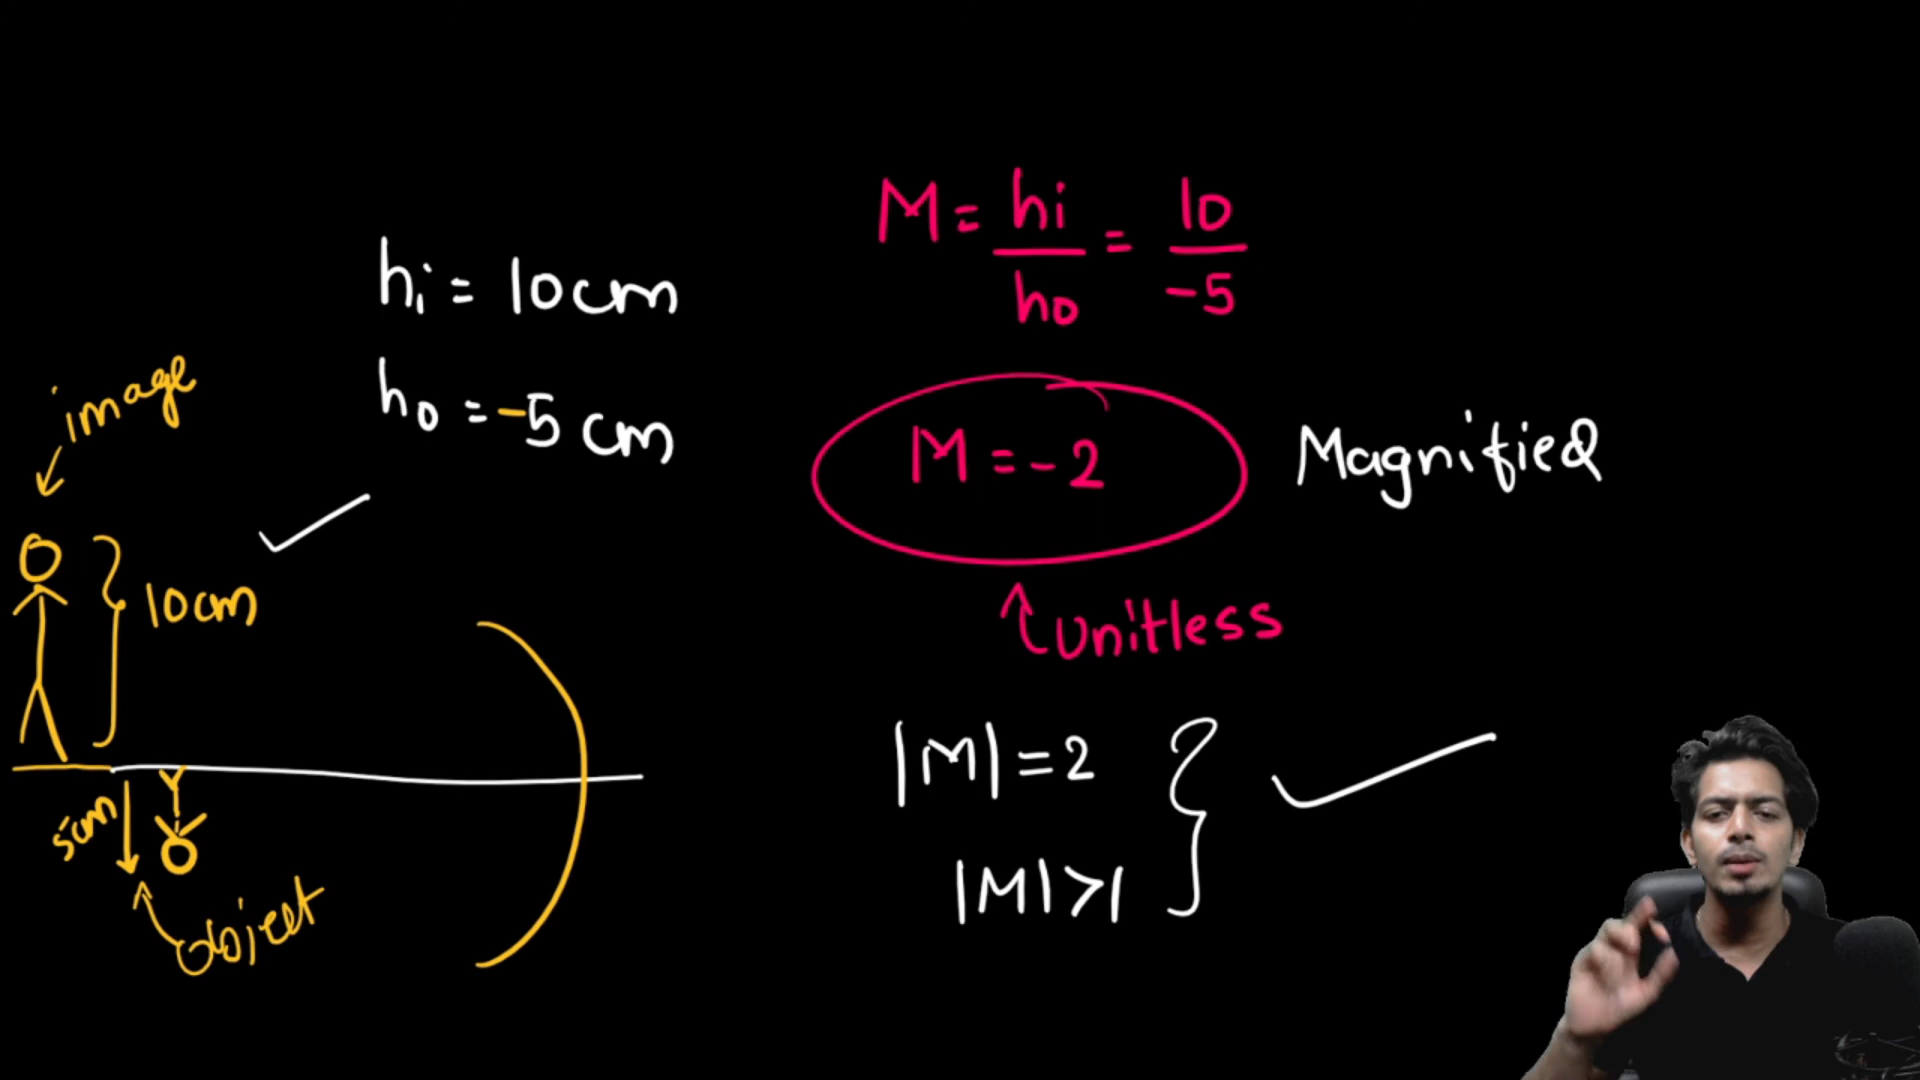 hi = 10cm
ho = -5 cm
image
10cm
5cm
object
M = hi/ho = 10/-5
M = -2
Magnified
Unitless
|M| = 2
|M| > 1